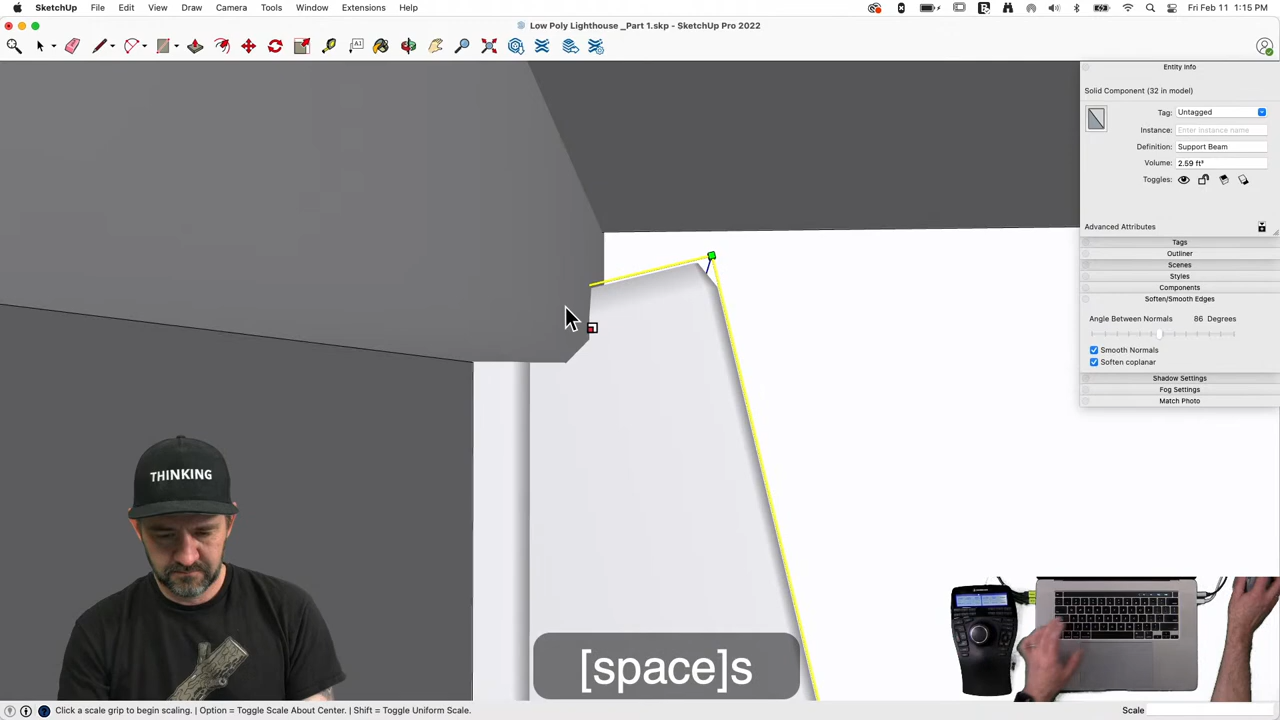 SketchUp File Edit View Draw Camera Tools Window Extensions Help Fri Feb 11 1:15 PM
Low Poly Lighthouse _Part 1.skp - SketchUp Pro 2022
Entity Info
Solid Component (32 in model)
Tag: Untagged
Instance: Enter instance name
Definition: Support Beam
Volume: 2.59 ft³
Toggles:
Advanced Attributes
Tags
Outliner
Scenes
Styles
Components
Soften/Smooth Edges
Angle Between Normals 86 Degrees
Smooth Normals
Soften coplanar
Shadow Settings
Fog Settings
Match Photo
THINKING
[space]s
Click a scale grip to begin scaling. | Option = Toggle Scale About Center. | Shift = Toggle Uniform Scale. Scale